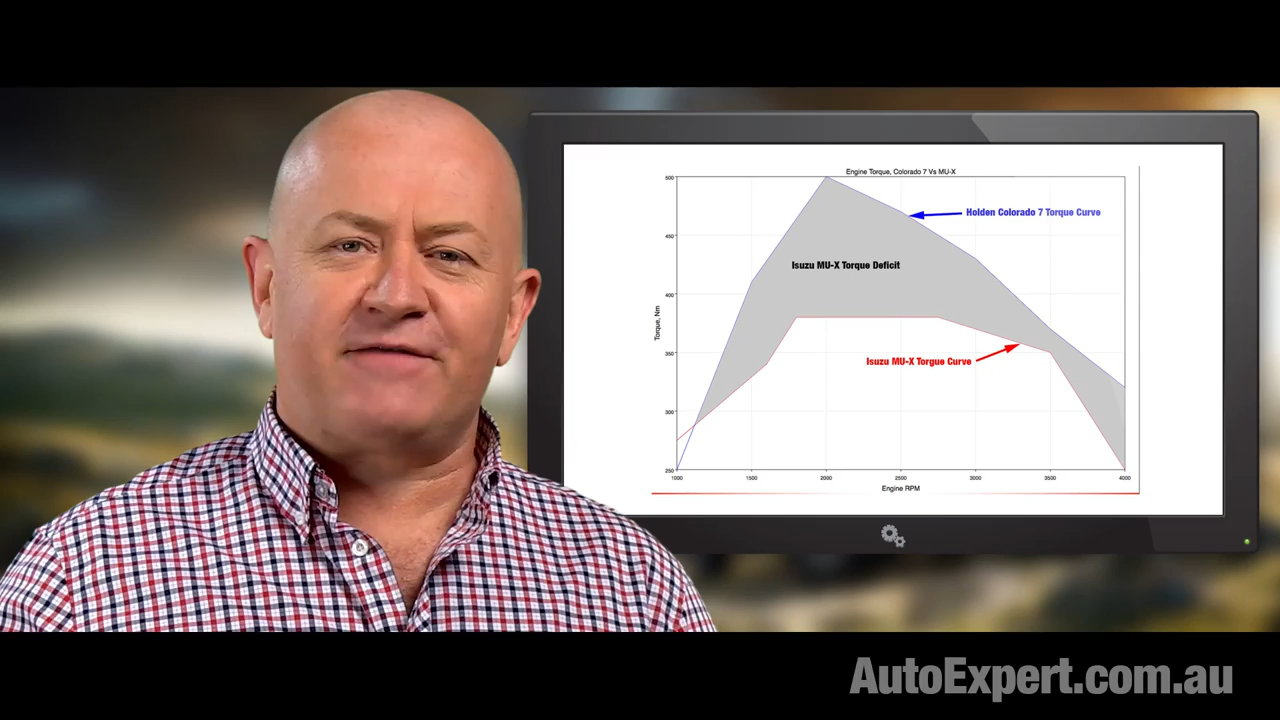 Engine Torque, Colorado 7 Vs MU-X
500
Holden Colorado 7 Torque Curve
450
Isuzu MU-X Torque Deficit
400
Torque, Nm
350
Isuzu MU-X Torgue Curve
300
250
1000 1500 2000 2500 3000 3500 4000
Engine RPM
AutoExpert.com.au